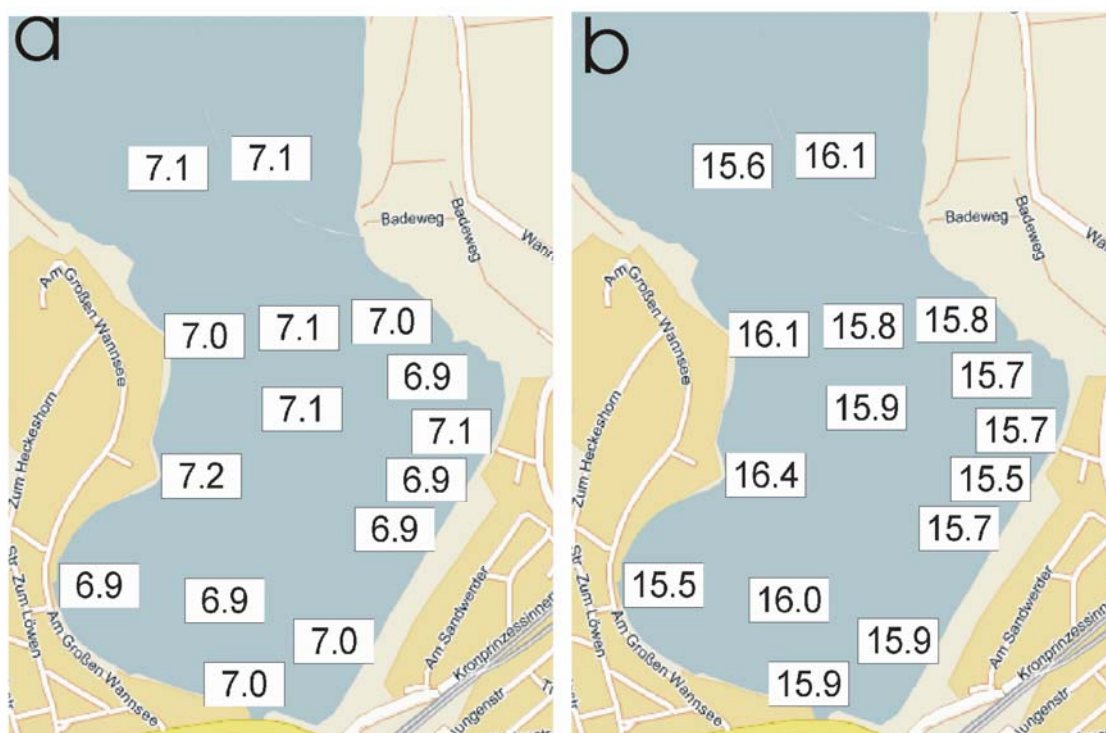 a
7.1
7.1
Badeweg
Badeweg
Am Großen Wannsee
7.0
7.1
7.0
6.9
7.1
7.1
Zum Heckeshorn
7.2
6.9
6.9
6.9
6.9
Zum Löwen
Str
Am Großen Wannsee
7.0
7.0
Am Sandwerder
Kronprinzessinnen
b
15.6
16.1
Badeweg
Badeweg
Am Großen Wannsee
16.1
15.8
15.8
15.7
15.9
15.7
Zum Heckeshorn
16.4
15.5
15.7
15.5
16.0
Str
Zum Löwen
Am Großen Wannsee
15.9
15.9
Am Sandwerder
Kronprinzessinnen
Jungenstr